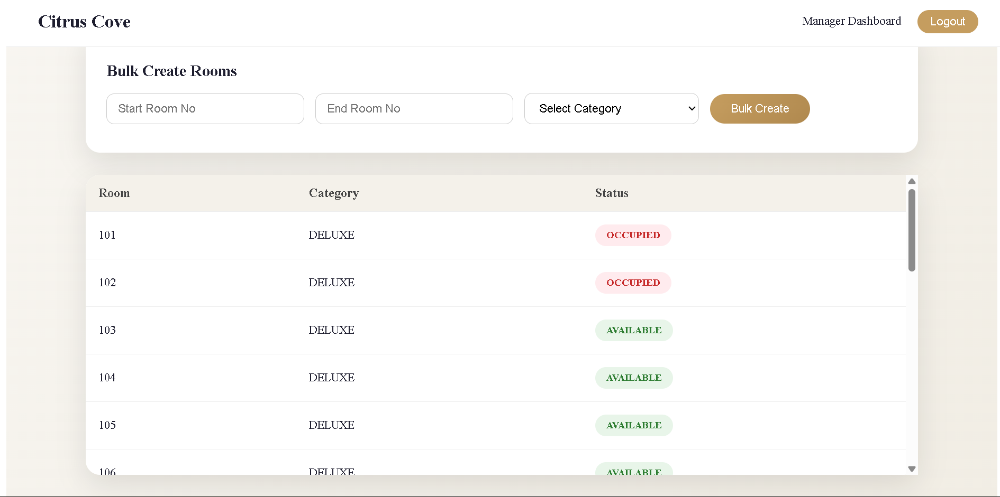 Citrus Cove
Manager Dashboard Logout
Bulk Create Rooms
Start Room No End Room No Select Category Bulk Create
Room Category Status
101 DELUXE OCCUPIED
102 DELUXE OCCUPIED
103 DELUXE AVAILABLE
104 DELUXE AVAILABLE
105 DELUXE AVAILABLE
106 DELUXE AVAILABLE